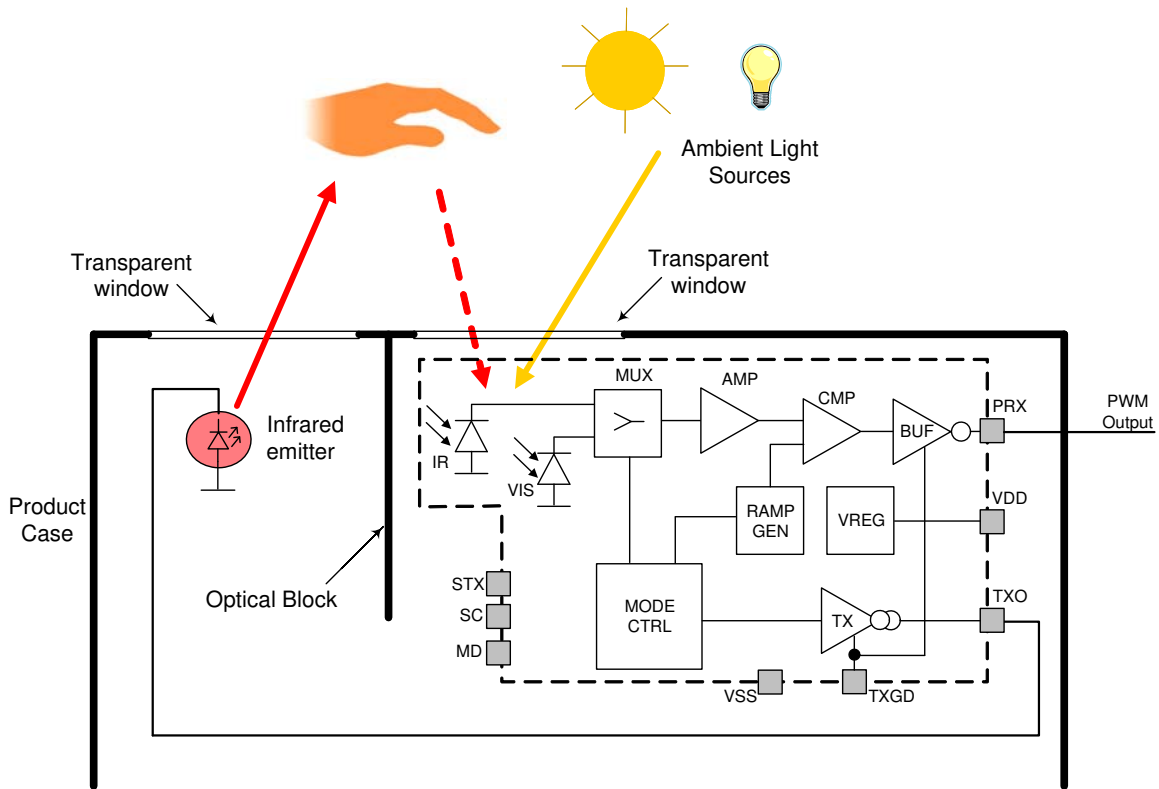 Ambient Light
Sources
Transparent
window
Transparent
window
MUX
AMP
CMP
PRX
PWM
Output
BUF
Infrared
emitter
IR
VIS
Product
Case
RAMP
GEN
VREG
VDD
Optical Block
STX
SC
MD
MODE
CTRL
TX
TXO
VSS
TXGD